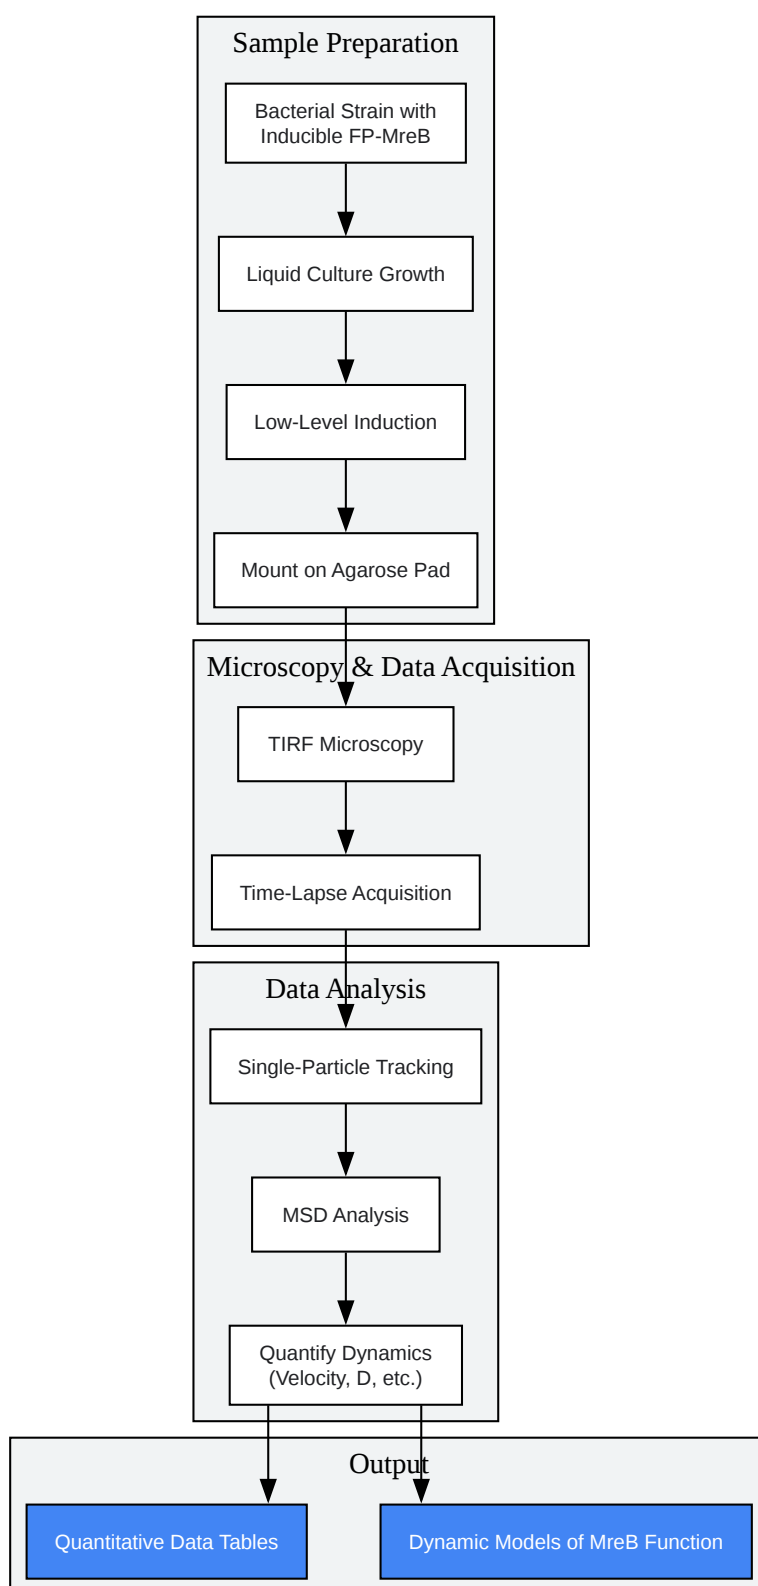 Sample Preparation
Bacterial Strain with
Inducible FP-MreB
Liquid Culture Growth
Low-Level Induction
Mount on Agarose Pad
Microscopy & Data Acquisition
TIRF Microscopy
Time-Lapse Acquisition
Data Analysis
Single-Particle Tracking
MSD Analysis
Quantify Dynamics
(Velocity, D, etc.)
Output
Quantitative Data Tables
Dynamic Models of MreB Function